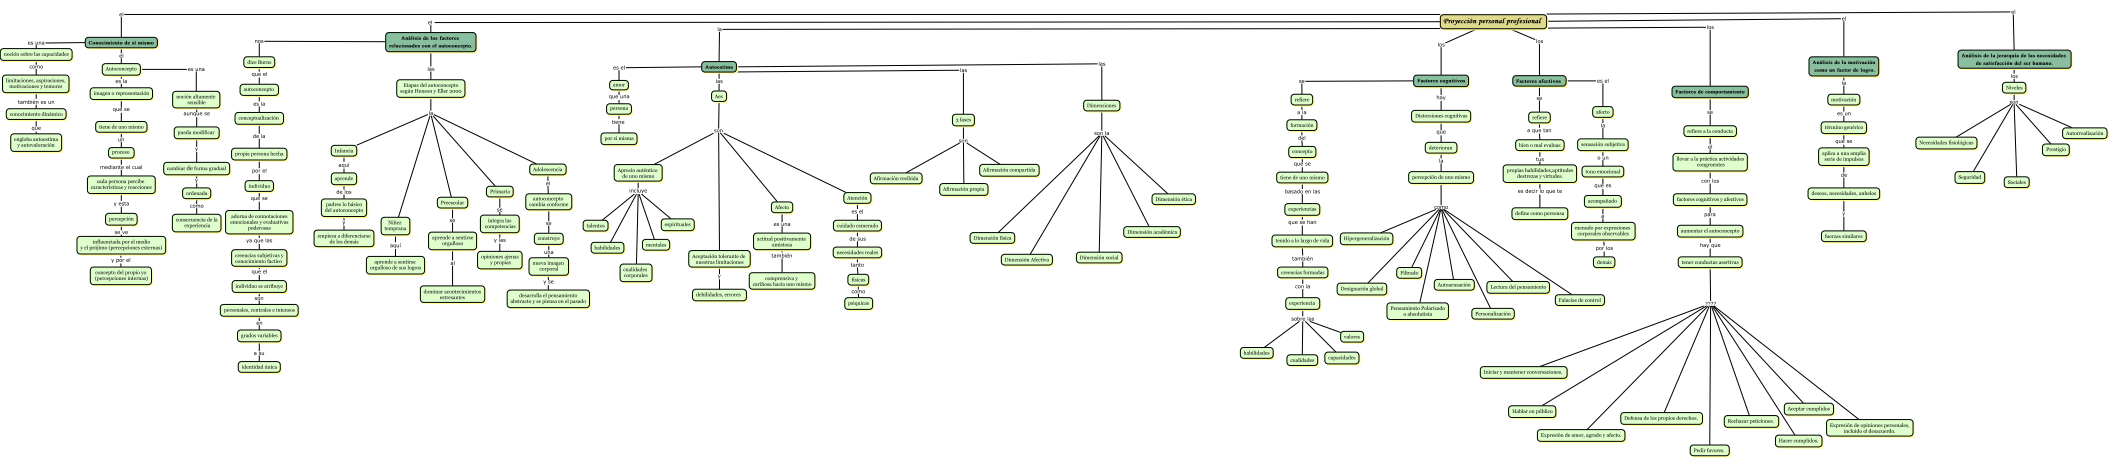 Proyección personal profesional
el
Conocimiento de sí mismo
es una
noción sobre las capacidades
como
limitaciones, aspiraciones,
motivaciones y temores
también es un
conocimiento dinámico
que
engloba autoestima
y autovaloración
el
Autoconcepto
es la
imagen o representación
que se
tiene de uno mismo
un
proceso
mediante el cual
cada persona percibe
características y reacciones
y esta
percepción
se ve
influenciada por el medio
y el prójimo (percepciones externas)
y por el
concepto del propio yo
(percepciones internas)
es una
noción altamente
sensible
aunque se
pueda modificar
y
cambiar de forma gradual
y
ordenada
como
consecuencia de la
experiencia
el
Análisis de los factores
relacionados con el autoconcepto.
nos
dice Burns
que el
autoconcepto
es la
conceptualización
de la
propia persona hecha
por el
individuo
que se
adorna de connotaciones
emocionales y evaluativas
poderosas
ya que las
creencias subjetivas y
conocimiento factico
que el
individuo se atribuye
son
personales, centrales e intensos
en
grados variables
a su
identidad única
las
Etapas del autoconcepto
según Henson y Eller 2000
la
Infancia
aquí
aprende
de los
padres lo básico
del autoconcepto
y
empieza a diferenciarse
de los demás
Niñez
temprana
aquí
aprende a sentirse
orgulloso de sus logros
Preescolar
se
aprende a sentirse
orgulloso
al
dominar acontecimientos
estresantes
Primaria
se
integra las
competencias
y las
opiniones ajenas
y propias
Adolescencia
el
autoconcepto
cambia conforme
se
construye
una
nueva imagen
corporal
y se
desarrolla el pensamiento
abstracto y se piensa en el pasado
la
Autoestima
es el
amor
que una
persona
tiene
por sí misma
las
Aes
son
Aprecio auténtico
de uno mismo
incluye
talentos
habilidades
cualidades
corporales
mentales
espirituales
Aceptación tolerante de
nuestras limitaciones
y
debilidades, errores
Afecto
es una
actitud positivamente
amistosa
también
comprensiva y
cariñosa hacia uno mismo
Atención
es el
cuidado esmerado
de sus
necesidades reales
tanto
físicas
como
psíquicas
las
3 fases
son
Afirmación recibida
Afirmación propia
Afirmación compartida
las
Dimensiones
son la
Dimensión física
Dimensión Afectiva
Dimensión social
Dimensión académica
Dimensión ética
los
Factores cognitivos
se
refiere
a la
formación
del
concepto
que se
tiene de uno mismo
basado en las
experiencias
que se han
tenido a lo largo de vida
también
creencias formadas
con la
experiencia
sobre las
habilidades
cualidades
capacidades
valores
hay
Distorsiones cognitivas
que
deterioran
la
percepción de uno mismo
como
Hipergeneralización
Designación global
Filtrado
Pensamiento Polarizado
o absolutista
Autoacusación
Personalización
Lectura del pensamiento
Falacias de control
los
Factores afectivos
se
refiere
a que tan
bien o mal evaluas
tus
propias habilidades,aptitudes
destrezas y virtudes.
es decir lo que te
define como persona
es el
afecto
la
sensación subjetiva
o un
tono emocional
que es
acompañado
e
menudo por expresiones
corporales observables
por los
demás
los
Factores de comportamiento
se
refiere a la conducta
el
llevar a la práctica actividades
congruentes
con los
factores cognitivos y afectivos
para
aumentar el autoconcepto
hay que
tener conductas asertivas
????
Iniciar y mantener conversaciones.
Hablar en público
Expresión de amor, agrado y afecto.
Defensa de los propios derechos.
Pedir favores.
Rechazar peticiones.
Hacer cumplidos.
Aceptar cumplidos
Expresión de opiniones personales,
incluido el desacuerdo.
el
Análisis de la motivación
como un factor de logro.
la
motivación
es un
término genérico
que se
aplica a una amplia
serie de impulsos
de
deseos, necesidades, anhelos
y
fuerzas similares
el
Análisis de la jerarquía de las necesidades
de satisfacción del ser humano.
los
Niveles
son
Necesidades fisiológicas
Seguridad
Sociales
Prestigio
Autorrealización